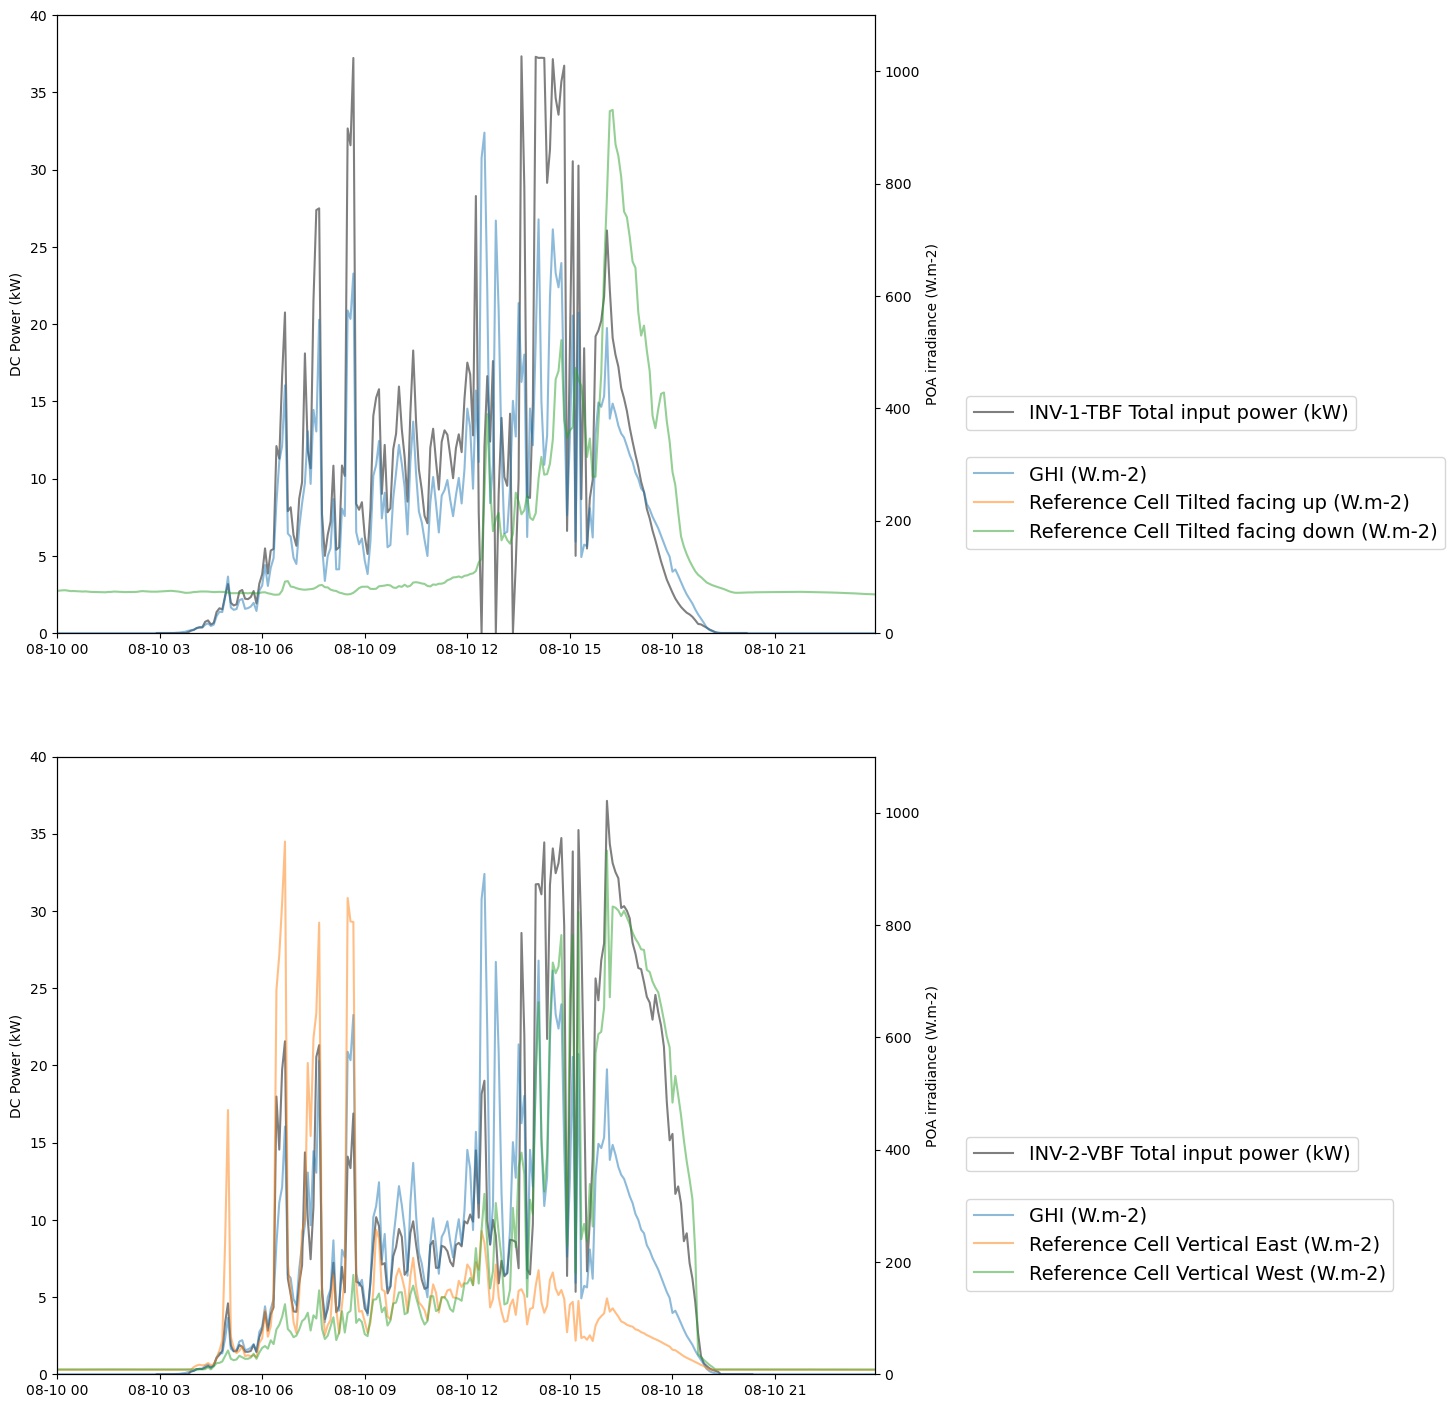 40
35
30
25
20
15
10
5
0
DC Power (kW)
1000
800
600
400
200
0
POA irradiance (W.m-2)
08-10 00 08-10 03 08-10 06 08-10 09 08-10 12 08-10 15 08-10 18 08-10 21
INV-1-TBF Total input power (kW)
GHI (W.m-2)
Reference Cell Tilted facing up (W.m-2)
Reference Cell Tilted facing down (W.m-2)
40
35
30
25
20
15
10
5
0
DC Power (kW)
1000
800
600
400
200
0
POA irradiance (W.m-2)
08-10 00 08-10 03 08-10 06 08-10 09 08-10 12 08-10 15 08-10 18 08-10 21
INV-2-VBF Total input power (kW)
GHI (W.m-2)
Reference Cell Vertical East (W.m-2)
Reference Cell Vertical West (W.m-2)